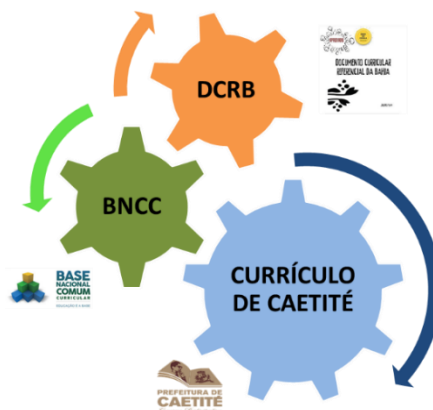 DCRB
DOCUMENTO CURRICULAR
REFERENCIAL DA BAHIA
BNCC
BASE
NACIONAL
COMUM
CURRICULAR
CURRÍCULO
DE CAETITÉ
PREFEITURA DE
CAETITÉ